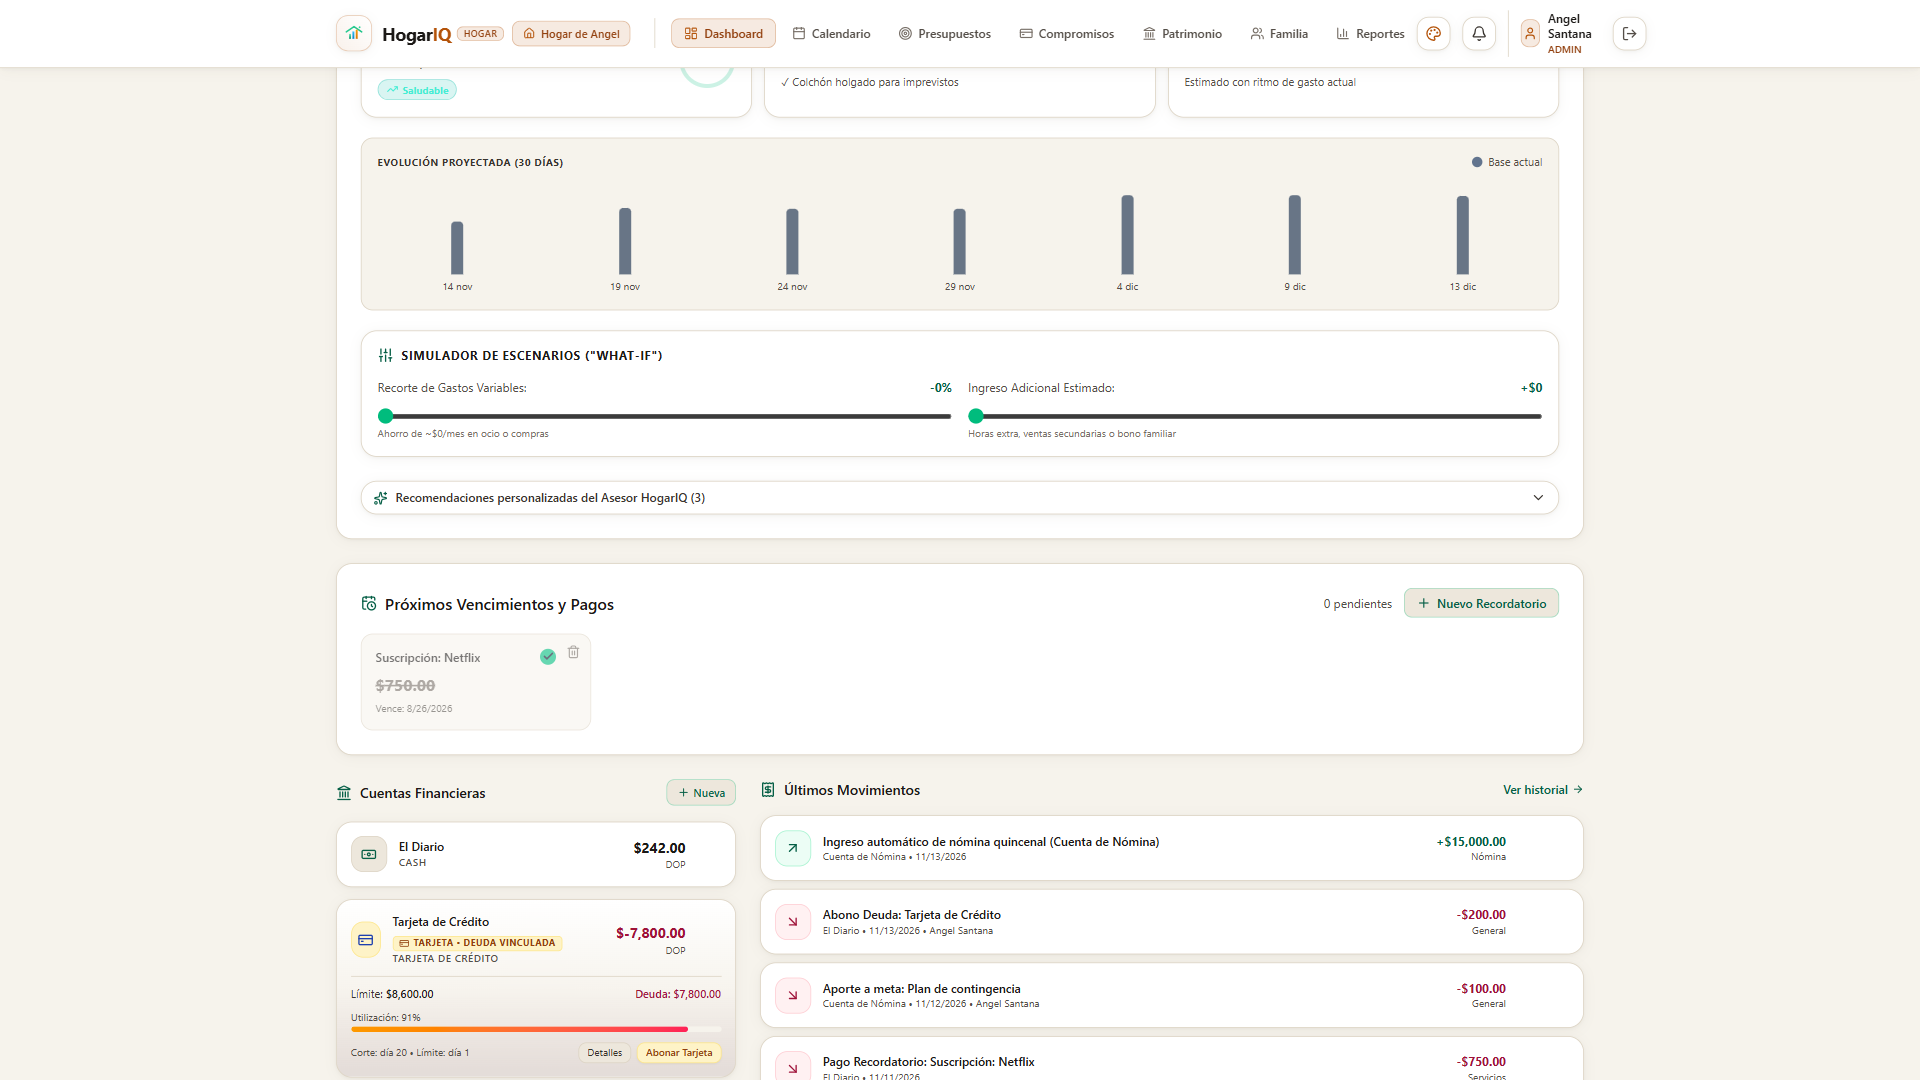 HogarIQ HOGAR Hogar de Angel Dashboard Calendario Presupuestos Compromisos Patrimonio Familia Reportes Angel Santana ADMIN
Saludable
✓ Colchón holgado para imprevistos
Estimado con ritmo de gasto actual
EVOLUCIÓN PROYECTADA (30 DÍAS)
Base actual
14 nov 19 nov 24 nov 29 nov 4 dic 9 dic 13 dic
SIMULADOR DE ESCENARIOS ("WHAT-IF")
Recorte de Gastos Variables: -0%
Ahorro de ~$0/mes en ocio o compras
Ingreso Adicional Estimado: +$0
Horas extra, ventas secundarias o bono familiar
Recomendaciones personalizadas del Asesor HogarIQ (3)
Próximos Vencimientos y Pagos
0 pendientes
+ Nuevo Recordatorio
Suscripción: Netflix
$750.00
Vence: 8/26/2026
Cuentas Financieras
+ Nueva
El Diario
CASH
$242.00
DOP
Tarjeta de Crédito
TARJETA • DEUDA VINCULADA
TARJETA DE CRÉDITO
$-7,800.00
DOP
Límite: $8,600.00
Deuda: $7,800.00
Utilización: 91%
Corte: día 20 • Límite: día 1
Detalles
Abonar Tarjeta
Últimos Movimientos
Ver historial →
Ingreso automático de nómina quincenal (Cuenta de Nómina)
Cuenta de Nómina • 11/13/2026
+$15,000.00
Nómina
Abono Deuda: Tarjeta de Crédito
El Diario • 11/13/2026 • Angel Santana
-$200.00
General
Aporte a meta: Plan de contingencia
Cuenta de Nómina • 11/12/2026 • Angel Santana
-$100.00
General
Pago Recordatorio: Suscripción: Netflix
El Diario • 11/11/2026
-$750.00
Servicios